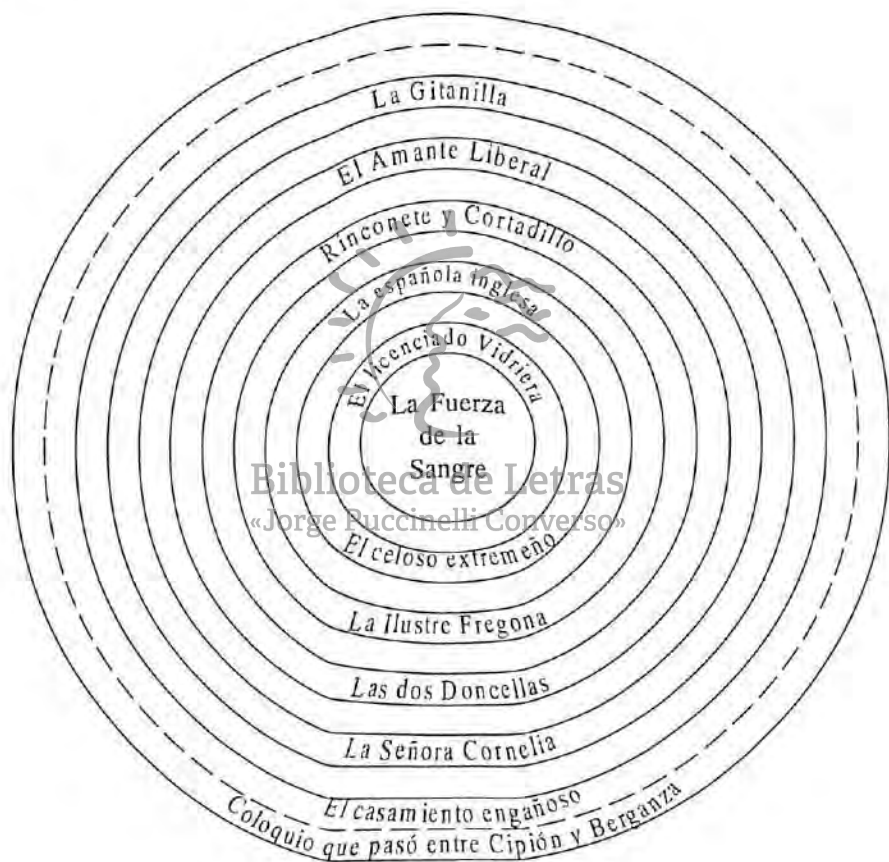 La Gitanilla
El Amante Liberal
Rinconete y Cortadillo
La española inglesa
El licenciado Vidriera
La Fuerza
de la
Sangre
Biblioteca de Letras
«Jorge Puccinelli Converso»
El celoso extremeño
La Ilustre Fregona
Las dos Doncellas
La Señora Cornelia
El casamiento engañoso
Coloquio que pasó entre Cipión y Berganza